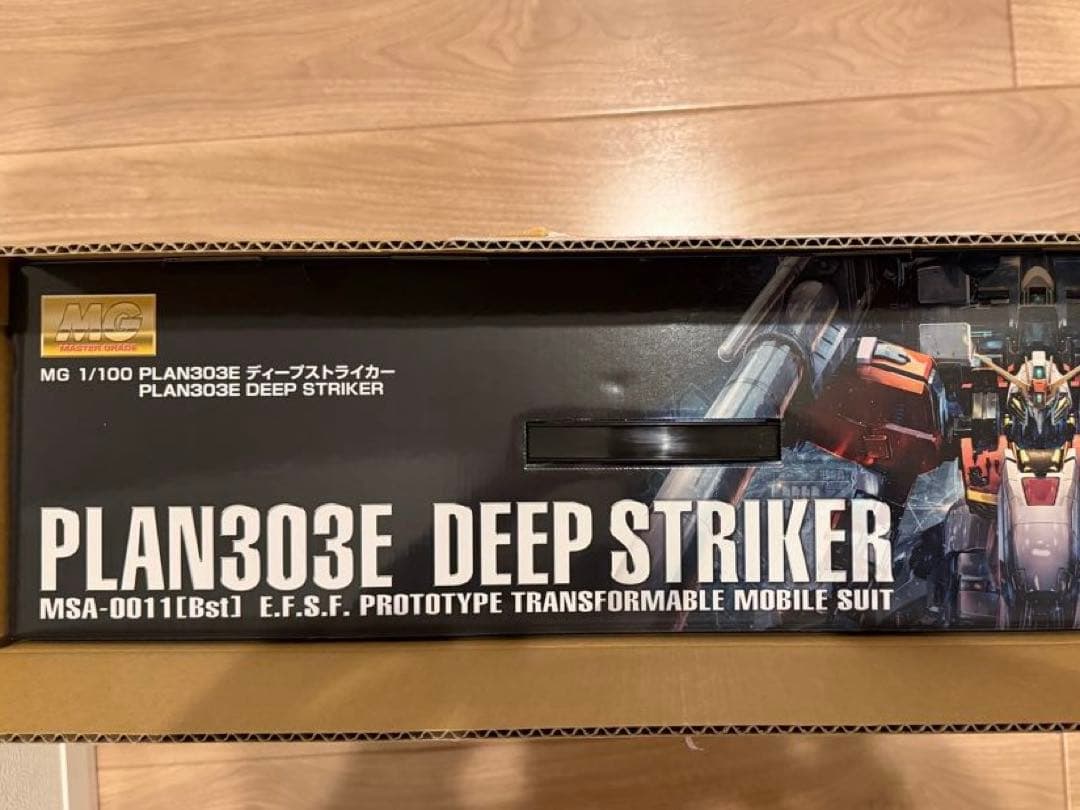 MG
MASTER GRADE
MG 1/100 PLAN303E ディープストライカー
PLAN303E DEEP STRIKER
PLAN303E DEEP STRIKER
MSA-0011[Bst] E.F.S.F. PROTOTYPE TRANSFORMABLE MOBILE SUIT